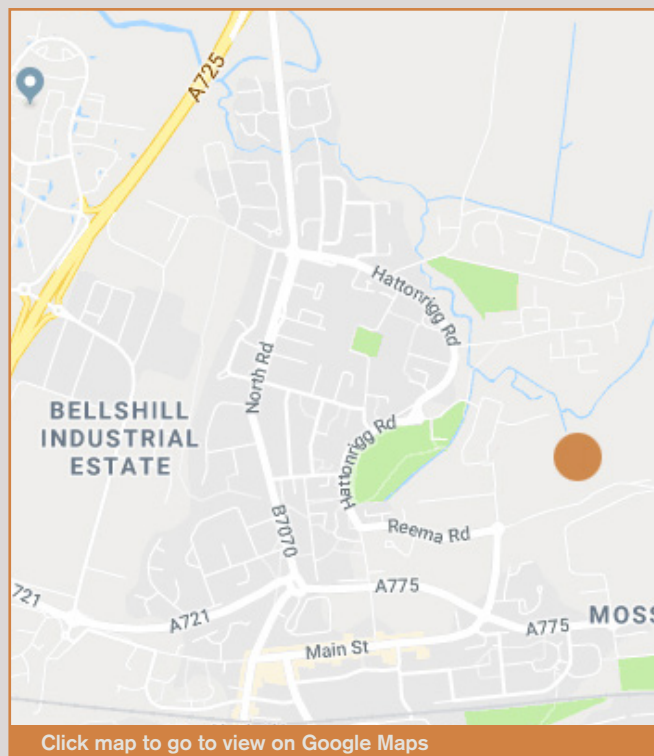 A725
Hattonrigg Rd
North Rd
BELLSHILL
INDUSTRIAL
ESTATE
Hattonrigg Rd
B7070
Reema Rd
721
A721
A775
A775
MOSS
Main St
Click map to go to view on Google Maps